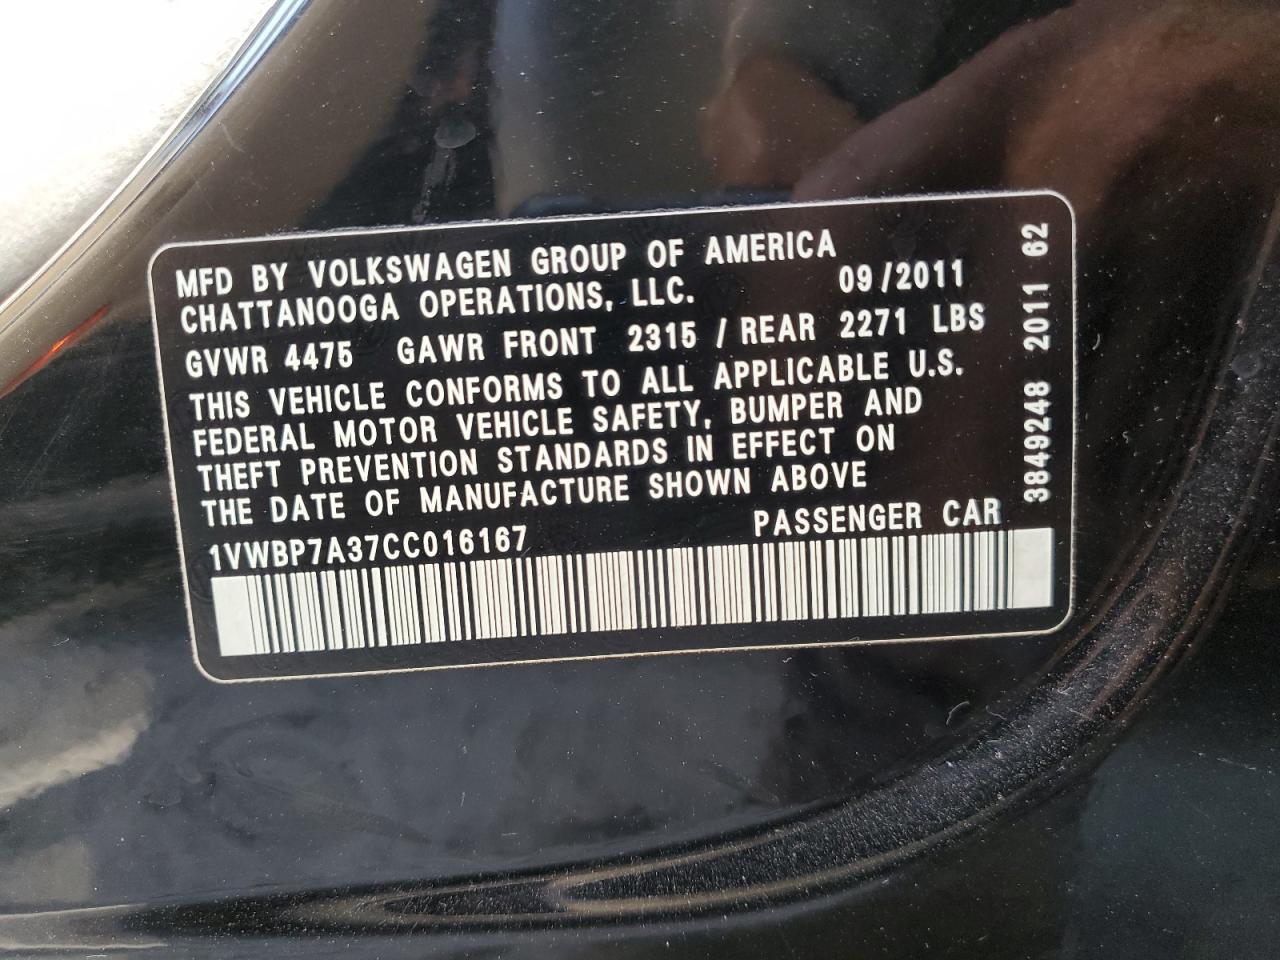 MFD BY VOLKSWAGEN GROUP OF AMERICA
CHATTANOOGA OPERATIONS, LLC. 09/2011
GVWR 4475 GAWR FRONT 2315 / REAR 2271 LBS
THIS VEHICLE CONFORMS TO ALL APPLICABLE U.S.
FEDERAL MOTOR VEHICLE SAFETY, BUMPER AND
THEFT PREVENTION STANDARDS IN EFFECT ON
THE DATE OF MANUFACTURE SHOWN ABOVE
1VWBP7A37CC016167 PASSENGER CAR
3849248 2011 62